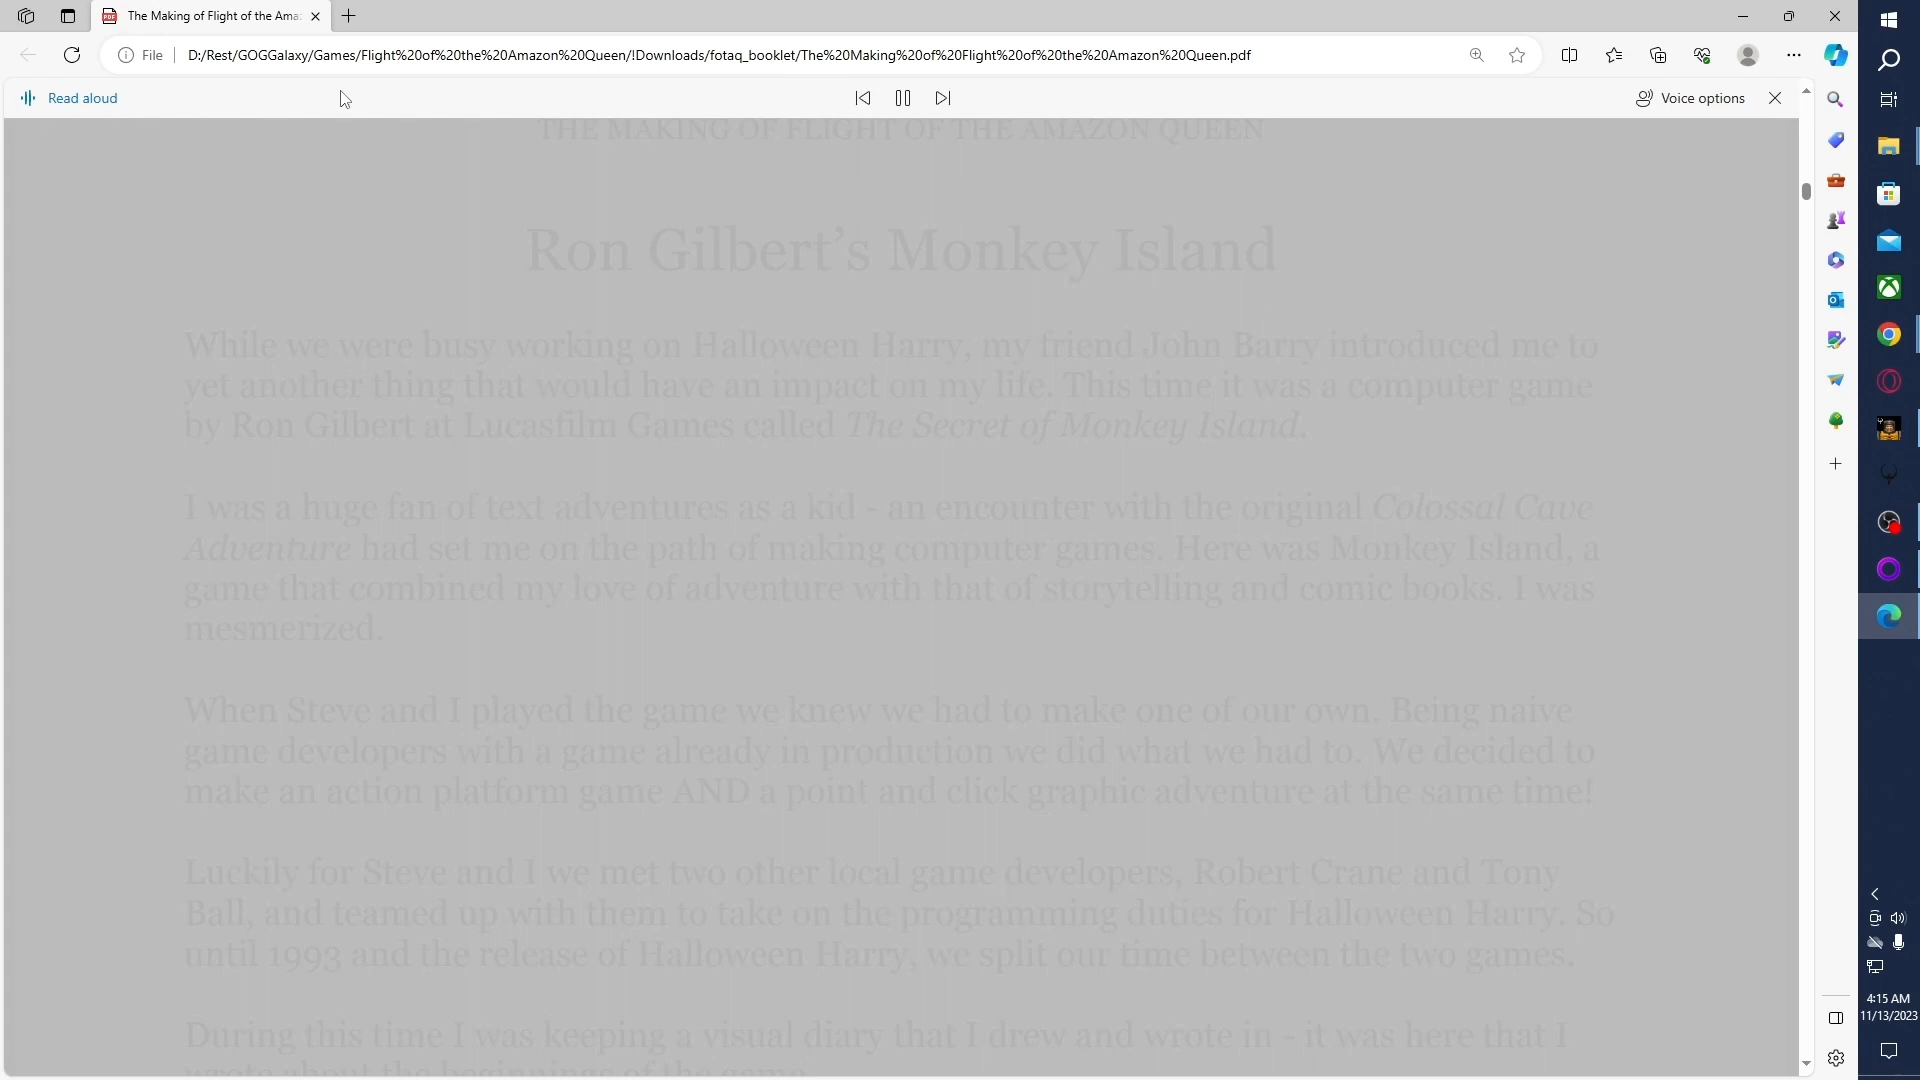 The Making of Flight of the Ama
File
D:/Rest/GOGGalaxy/Games/Flight%20of%20the%20Amazon%20Queen/!Downloads/fotaq_booklet/The%20Making%20of%20Flight%20of%20the%20Amazon%20Queen.pdf
Read aloud
Voice options
THE MAKING OF FLIGHT OF THE AMAZON QUEEN
Ron Gilbert’s Monkey Island
While we were busy working on Halloween Harry, my friend John Barry introduced me to
yet another thing that would have an impact on my life. This time it was a computer game
by Ron Gilbert at Lucasfilm Games called The Secret of Monkey Island.
I was a huge fan of text adventures as a kid - an encounter with the original Colossal Cave
Adventure had set me on the path of making computer games. Here was Monkey Island, a
game that combined my love of adventure with that of storytelling and comic books. I was
mesmerized.
When Steve and I played the game we knew we had to make one of our own. Being naive
game developers with a game already in production we did what we had to. We decided to
make an action platform game AND a point and click graphic adventure at the same time!
Luckily for Steve and I we met two other local game developers, Robert Crane and Tony
Ball, and teamed up with them to take on the programming duties for Halloween Harry. So
until 1993 and the release of Halloween Harry, we split our time between the two games.
During this time I was keeping a visual diary that I drew and wrote in - it was here that I
wrote about the beginnings of the game.
4:15 AM
11/13/2023